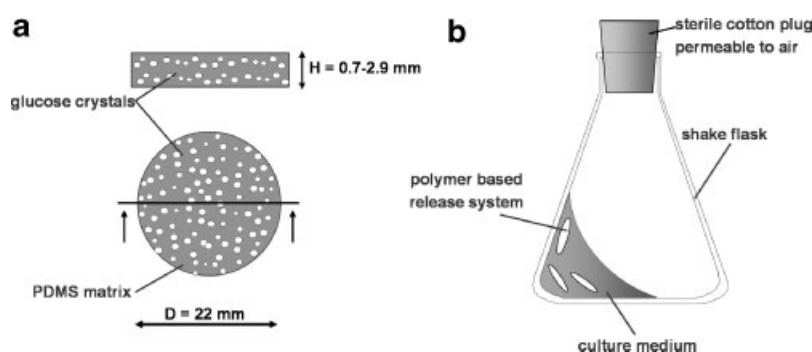 a
H = 0.7-2.9 mm
glucose crystals
PDMS matrix
D = 22 mm
b
sterile cotton plug
permeable to air
shake flask
polymer based
release system
culture medium